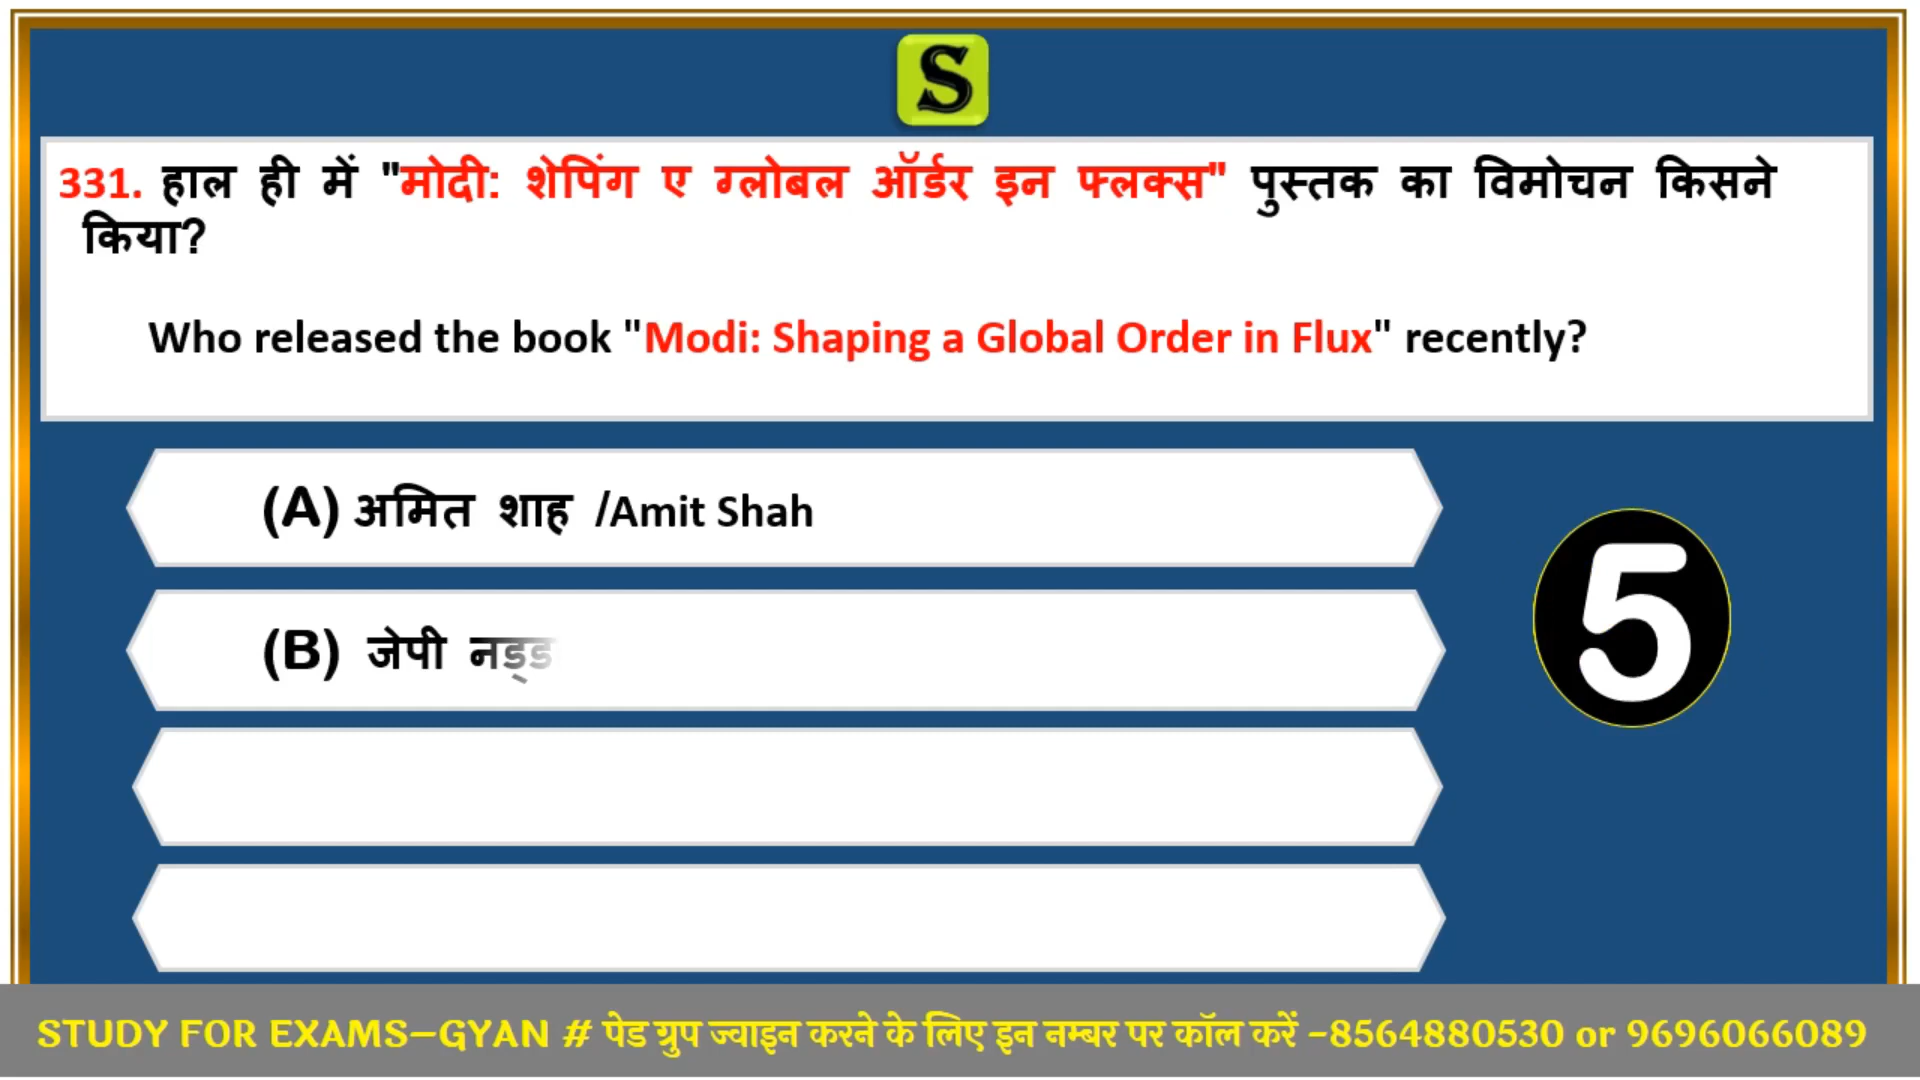 S
331. हाल ही में "मोदी: शेपिंग ए ग्लोबल ऑर्डर इन फ्लक्स" पुस्तक का विमोचन किसने
किया?
Who released the book "Modi: Shaping a Global Order in Flux" recently?
(A) अमित शाह /Amit Shah
5
(B) जेपी नड्ड
STUDY FOR EXAMS-GYAN # पेड ग्रुप ज्वाइन करने के लिए इन नम्बर पर कॉल करें -8564880530 or 9696066089